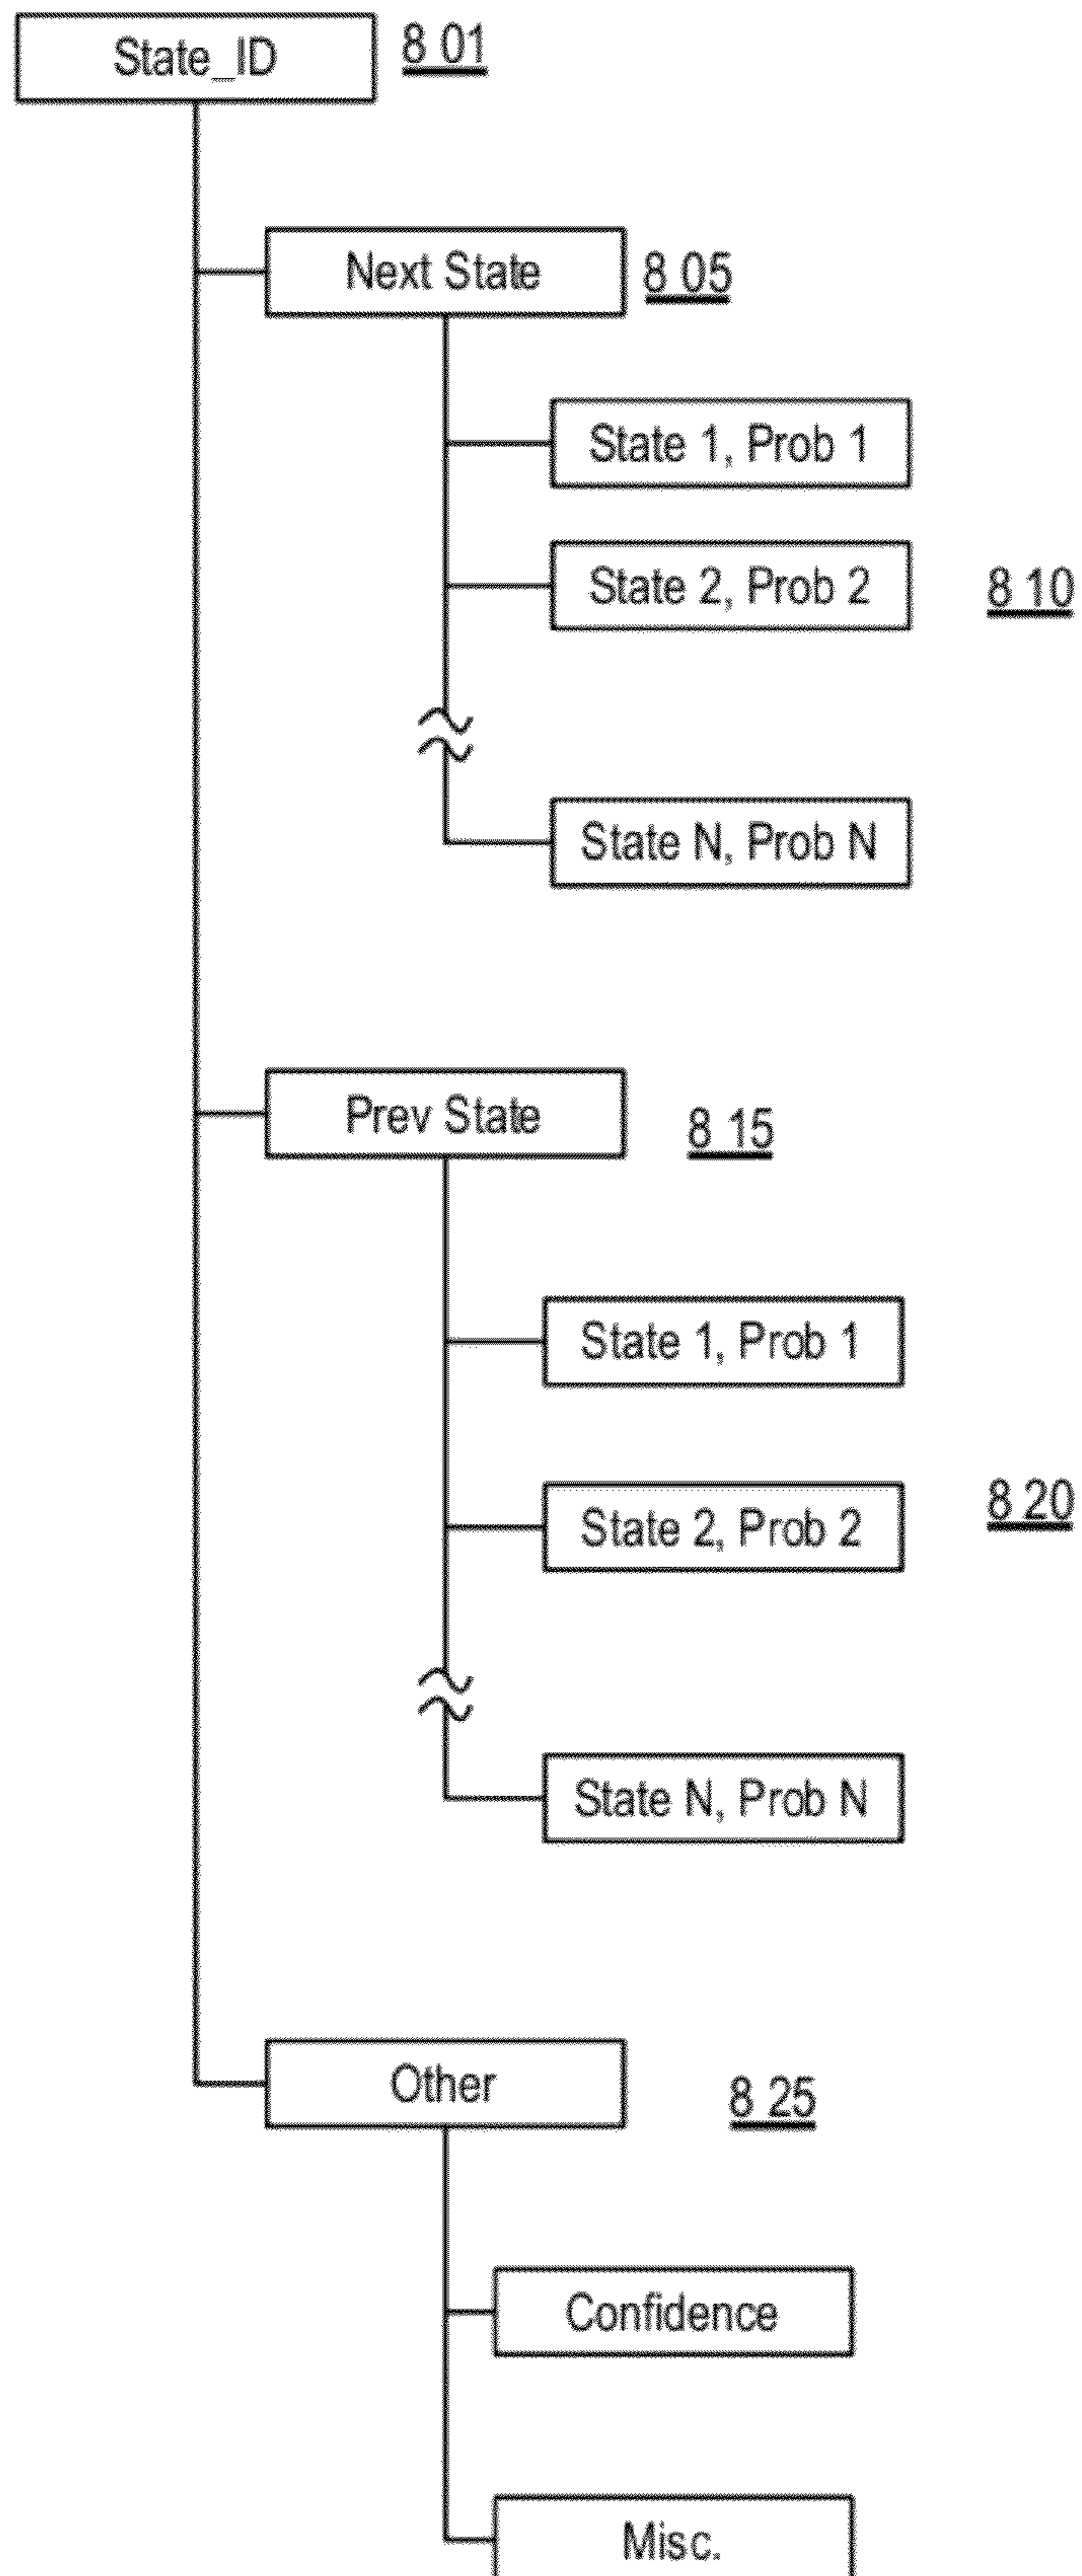 State_ID 8 01
Next State 8 05
State 1, Prob 1
State 2, Prob 2 8 10
State N, Prob N
Prev State 8 15
State 1, Prob 1
State 2, Prob 2 8 20
State N, Prob N
Other 8 25
Confidence
Misc.